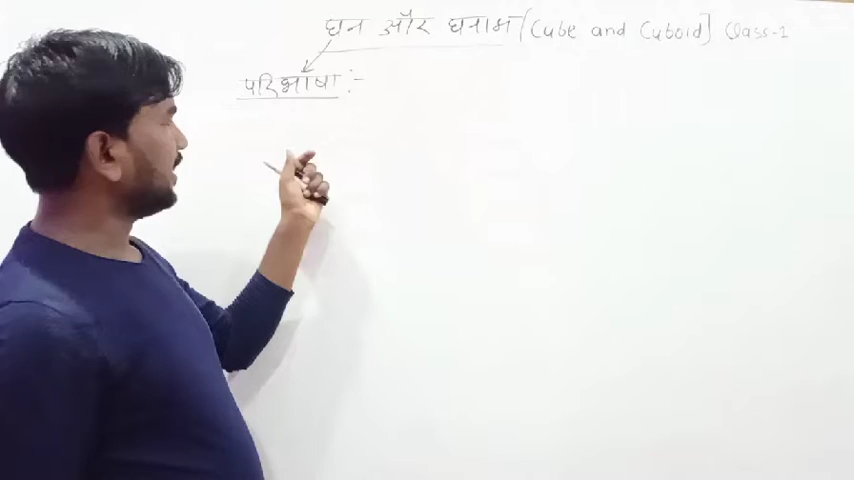 घन और घनाभ [Cube and Cuboid] Class-1
परिभाषा :-